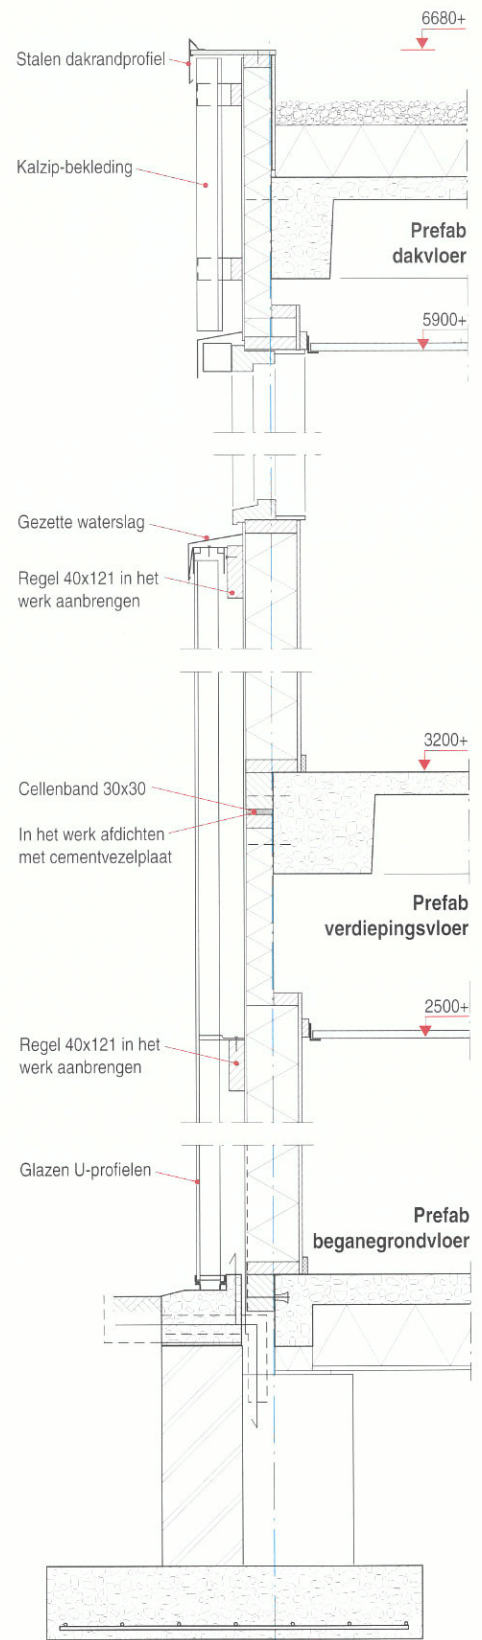 6680+
Stalen dakrandprofiel
Kalzip-bekleding
Prefab
dakvloer
5900+
Gezette waterslag
Regel 40x121 in het
werk aanbrengen
3200+
Cellenband 30x30
In het werk afdichten
met cementvezelplaat
Prefab
verdiepingsvloer
2500+
Regel 40x121 in het
werk aanbrengen
Glazen U-profielen
Prefab
beganegrondvloer